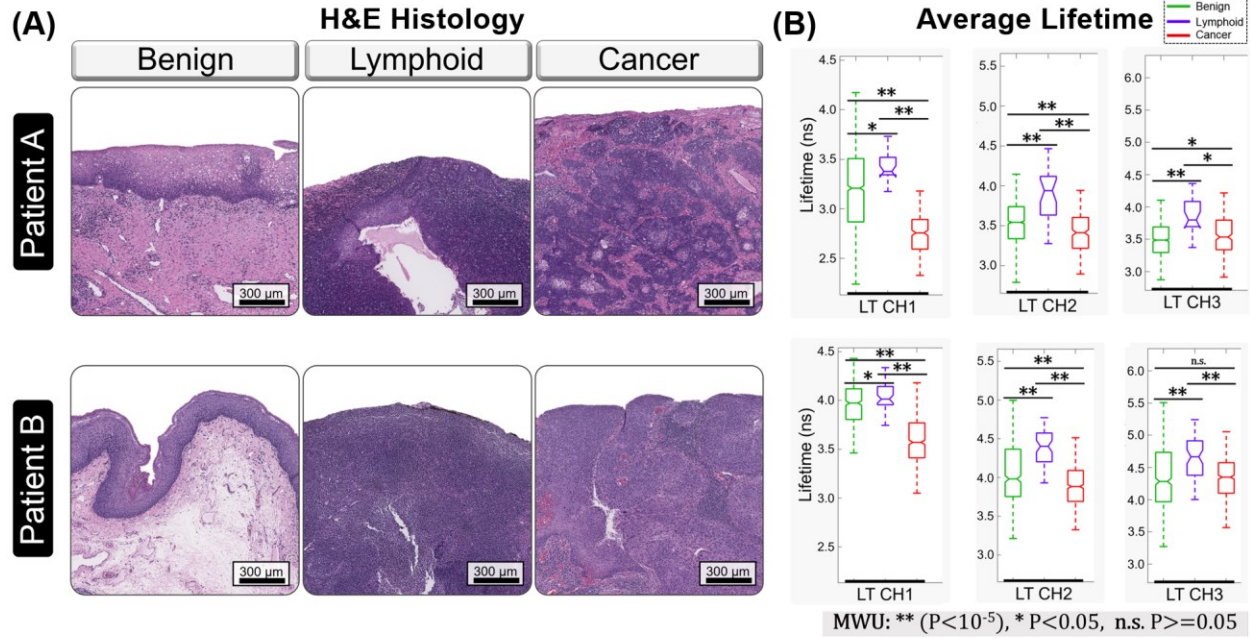 (A)
H&E Histology
Benign
Lymphoid
Cancer
Patient A
300 µm
300 µm
300 µm
Patient B
300 µm
300 µm
300 µm
(B)
Average Lifetime
Benign
Lymphoid
Cancer
Lifetime (ns)
4.5
4.0
3.5
3.0
2.5
**
**
*
LT CH1
5.5
5.0
4.5
4.0
3.5
3.0
**
**
**
LT CH2
6.0
5.5
5.0
4.5
4.0
3.5
3.0
*
*
**
LT CH3
Lifetime (ns)
4.5
4.0
3.5
3.0
2.5
**
**
*
LT CH1
5.5
5.0
4.5
4.0
3.5
3.0
**
**
**
LT CH2
6.0
5.5
5.0
4.5
4.0
3.5
3.0
n.s.
**
**
LT CH3
MWU: ** (P<10⁻⁵), * P<0.05, n.s. P>=0.05